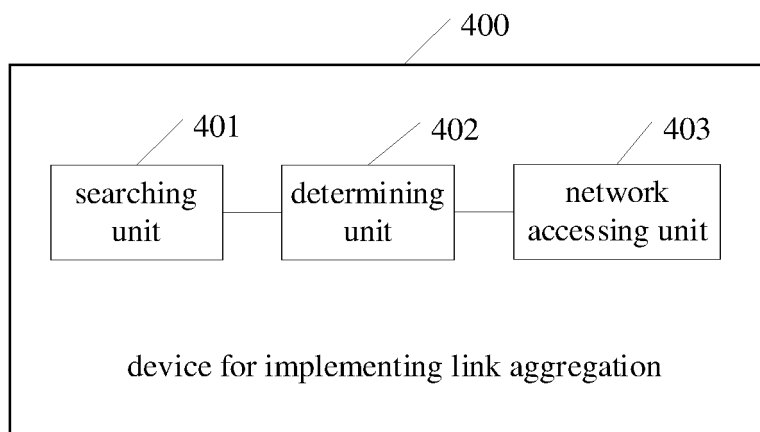 400
401
402
403
searching
unit
determining
unit
network
accessing unit
device for implementing link aggregation